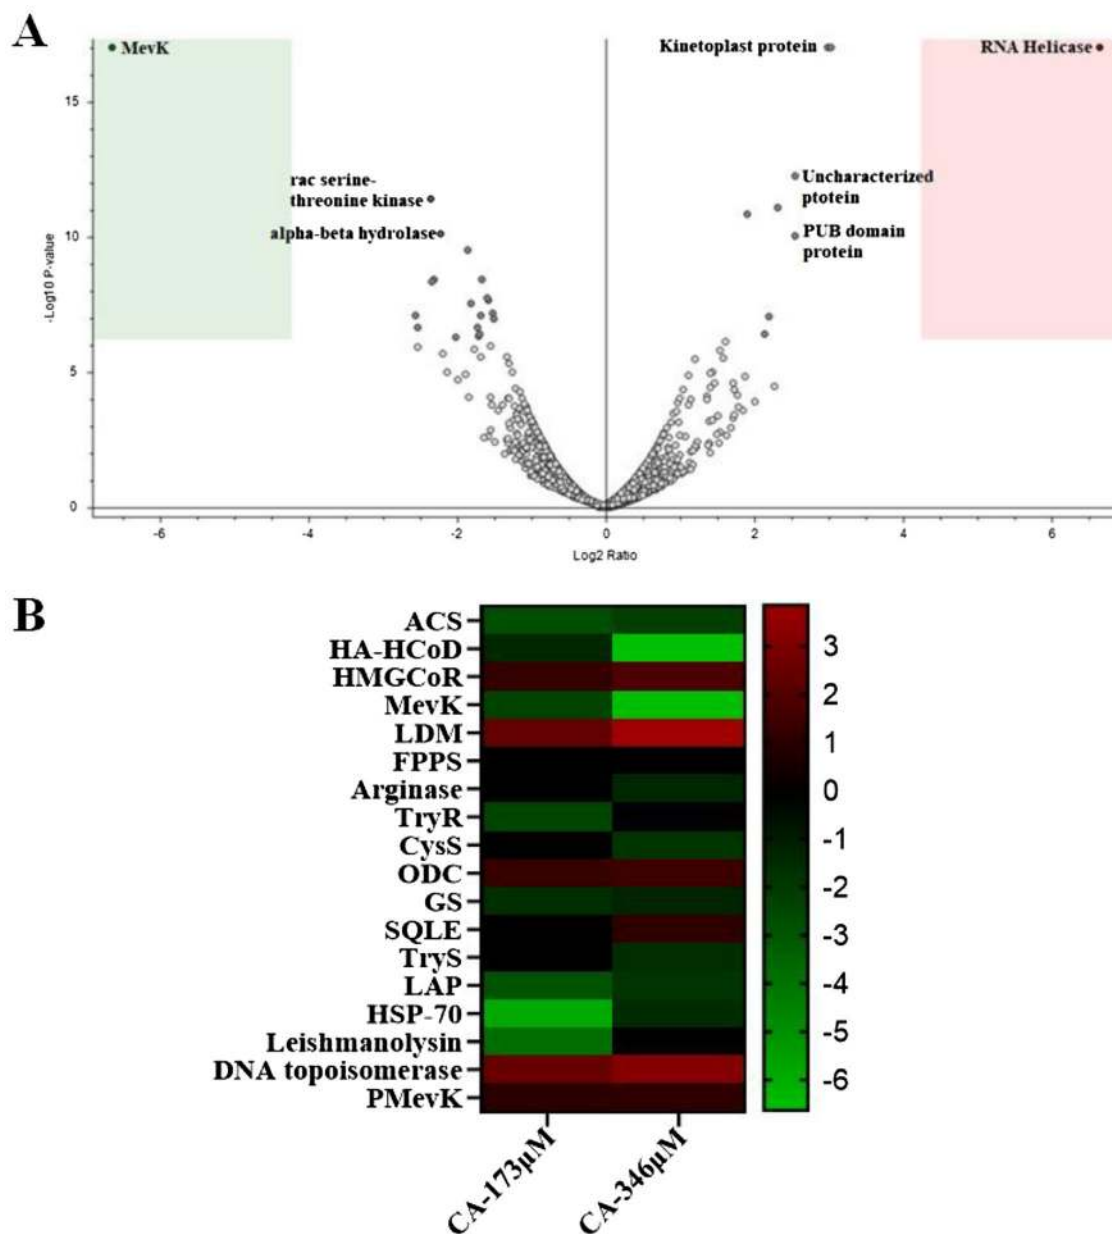 A
MevK
Kinetoplast protein
RNA Helicase
15
rac serine-
threonine kinase
Uncharacterized
ptotein
alpha-beta hydrolase
PUB domain
protein
10
-Log10 P-value
5
0
-6
-4
-2
0
2
4
6
Log2 Ratio
B
ACS
HA-HCoD
HMGCoR
MevK
LDM
FPPS
Arginase
TryR
CysS
ODC
GS
SQLE
TryS
LAP
HSP-70
Leishmanolysin
DNA topoisomerase
PMevK
3
2
1
0
-1
-2
-3
-4
-5
-6
CA-173µM
CA-346µM